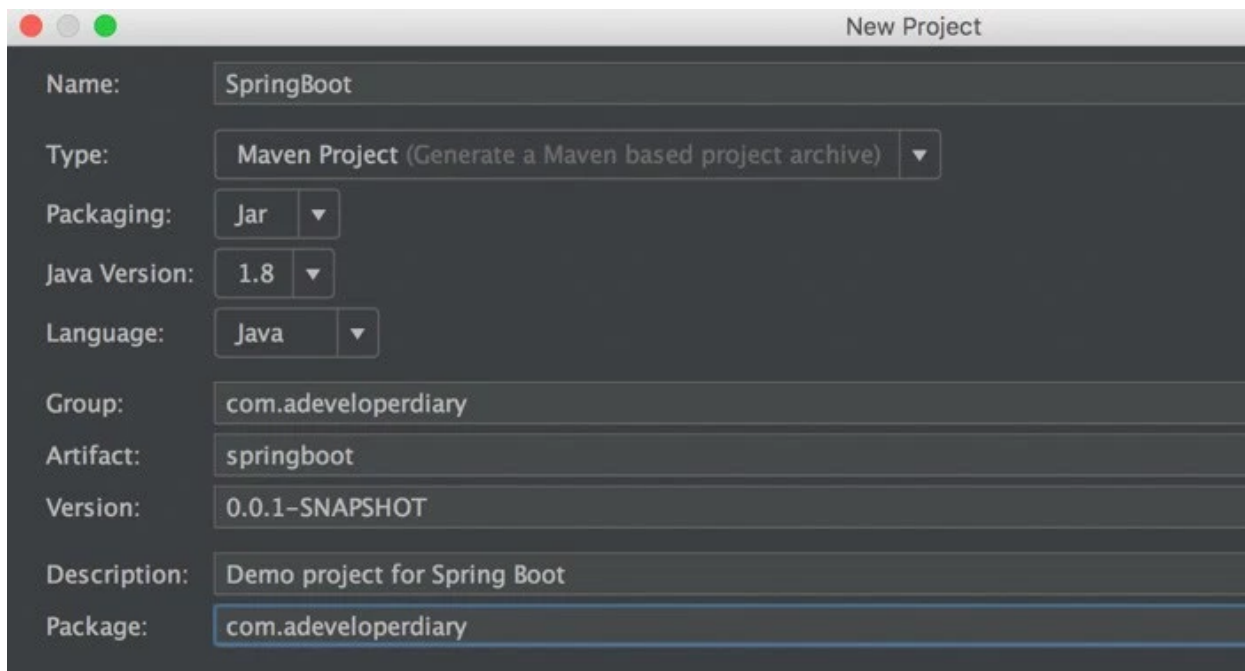 New Project
Name: SpringBoot
Type: Maven Project (Generate a Maven based project archive)
Packaging: Jar
Java Version: 1.8
Language: Java
Group: com.adeveloperdiary
Artifact: springboot
Version: 0.0.1-SNAPSHOT
Description: Demo project for Spring Boot
Package: com.adeveloperdiary